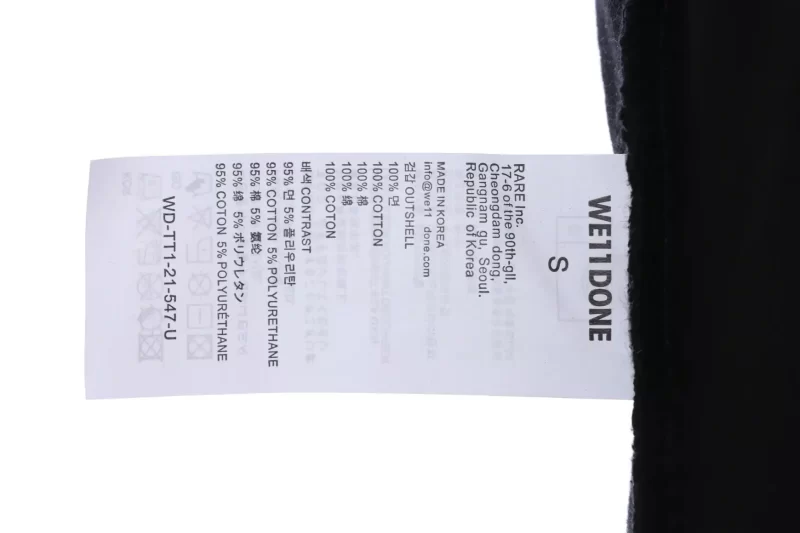 WE11DONE
S
RARE Inc.
17-6 of the 90th-gil,
Cheongdam dong,
Gangnam gu, Seoul.
Republic of Korea
MADE IN KOREA
info@we11 done.com
겉감 OUTSHELL
100% 면
100% COTTON
100% 棉
100% 綿
100% COTON
배색 CONTRAST
95% 면 5% 폴리우리탄
95% COTTON 5% POLYURETHANE
95% 棉 5% 氨纶
95% 綿 5% ポリウレタン
95% COTON 5% POLYURÉTHANE
WD-TT1-21-547-U